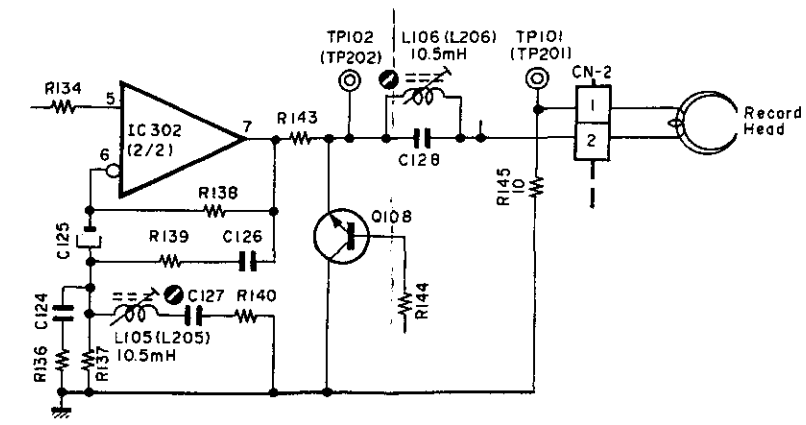 TP102
(TP202)
L106 (L206)
10.5mH
TP101
(TP201)
CN-2
R134
5
IC302
(2/2)
7
R143
1
2
Record
Head
6
C128
R138
R145
10
C125
R139
C126
Q108
C124
C127
R140
R144
L105 (L205)
10.5mH
R136
R137